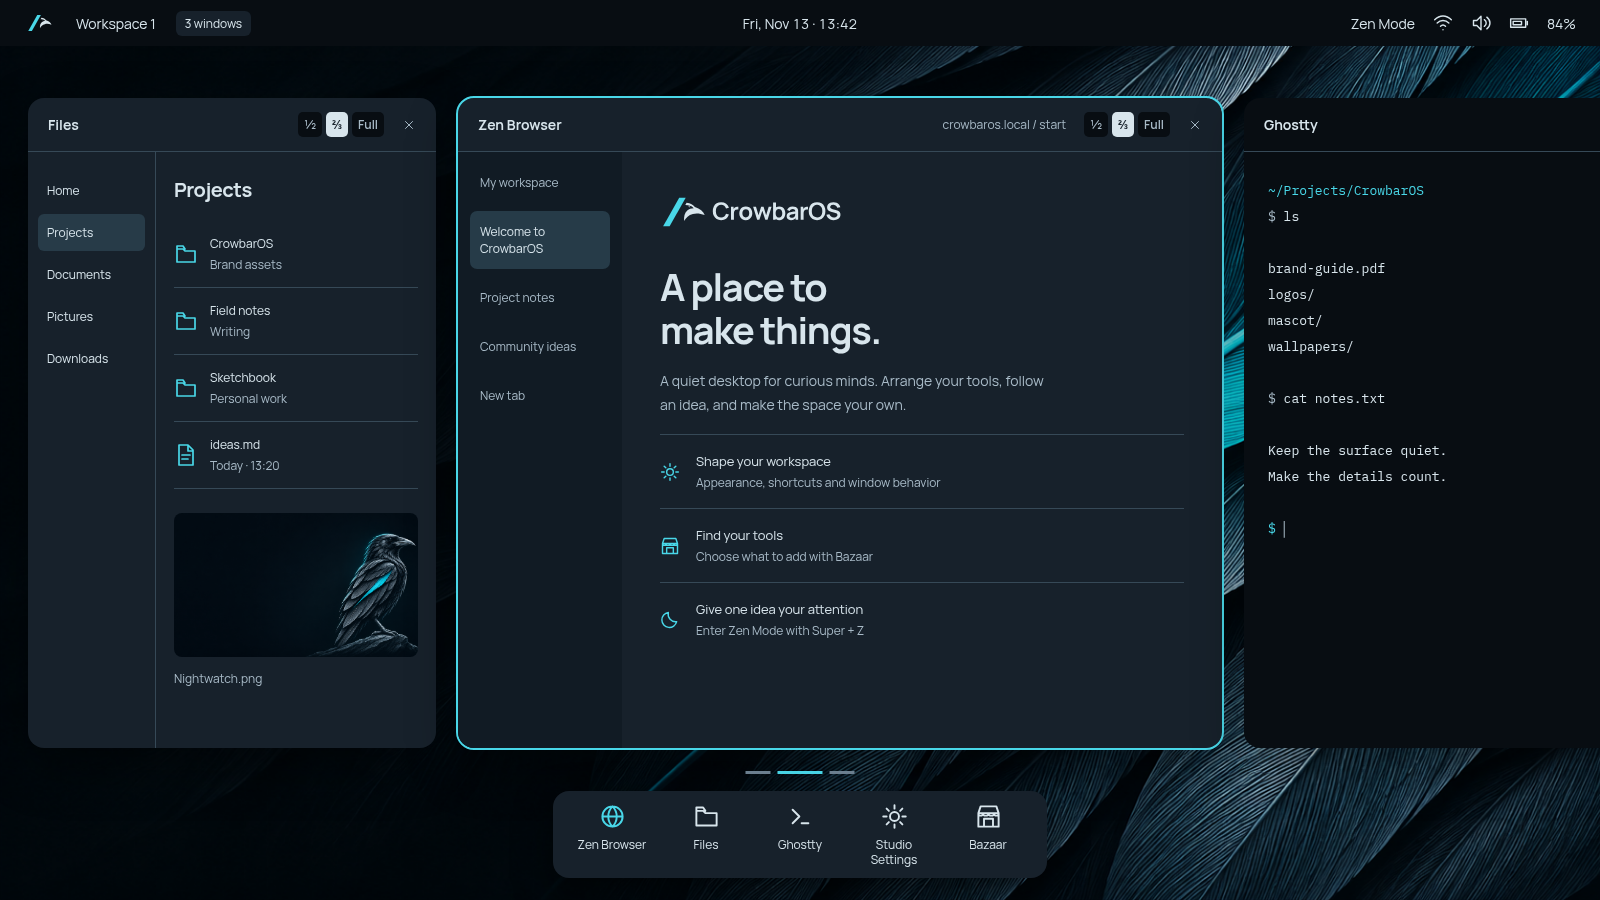 Workspace 1
3 windows
Fri, Nov 13 · 13:42
Zen Mode
84%
Files
½
⅔
Full
Home
Projects
Documents
Pictures
Downloads
Projects
CrowbarOS
Brand assets
Field notes
Writing
Sketchbook
Personal work
ideas.md
Today · 13:20
Nightwatch.png
Zen Browser
crowbaros.local / start
½
⅔
Full
My workspace
Welcome to
CrowbarOS
Project notes
Community ideas
New tab
CrowbarOS
A place to
make things.
A quiet desktop for curious minds. Arrange your tools, follow
an idea, and make the space your own.
Shape your workspace
Appearance, shortcuts and window behavior
Find your tools
Choose what to add with Bazaar
Give one idea your attention
Enter Zen Mode with Super + Z
Ghostty
~/Projects/CrowbarOS
$ ls
brand-guide.pdf
logos/
mascot/
wallpapers/
$ cat notes.txt
Keep the surface quiet.
Make the details count.
$
Zen Browser
Files
Ghostty
Studio
Settings
Bazaar